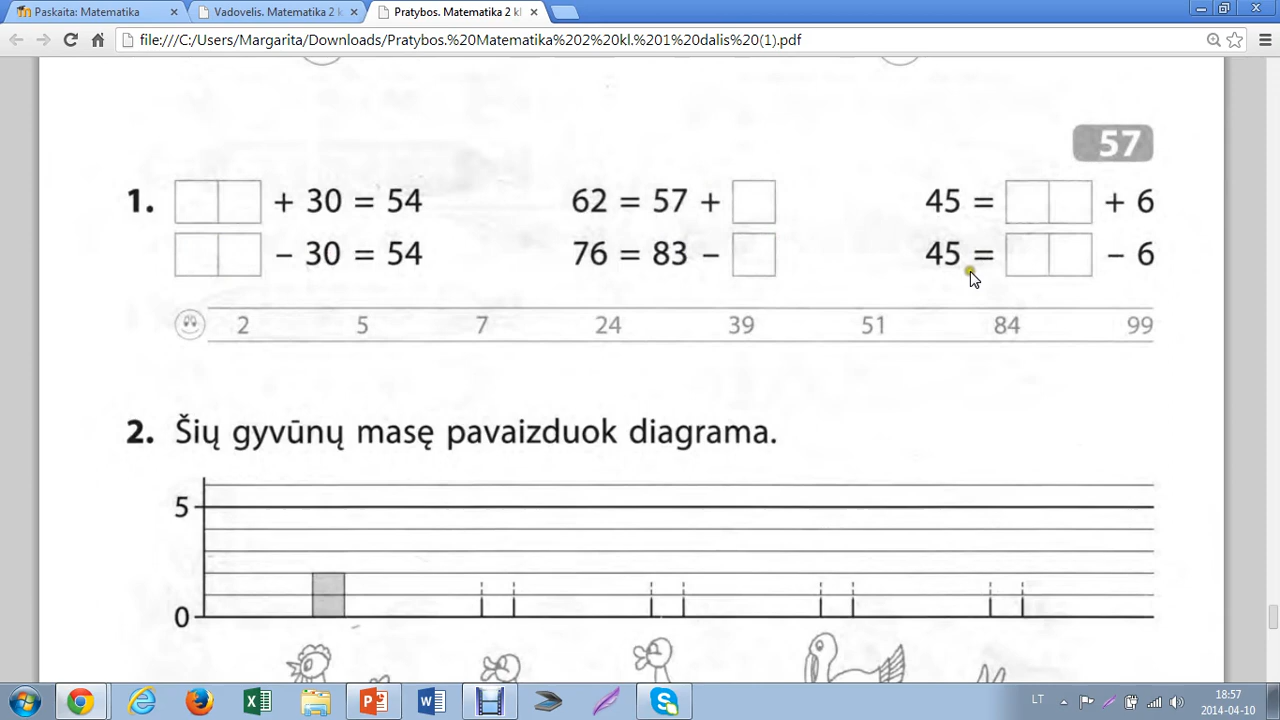 Paskaita: Matematika
Vadovelis. Matematika 2 k
Pratybos. Matematika 2 kl
file:///C:/Users/Margarita/Downloads/Pratybos.%20Matematika%202%20kl.%201%20dalis%20(1).pdf
57
1. + 30 = 54 62 = 57 + 45 = + 6
– 30 = 54 76 = 83 – 45 = – 6
2 5 7 24 39 51 84 99
2. Šių gyvūnų masę pavaizduok diagrama.
5
0
LT 18:57
2014-04-10